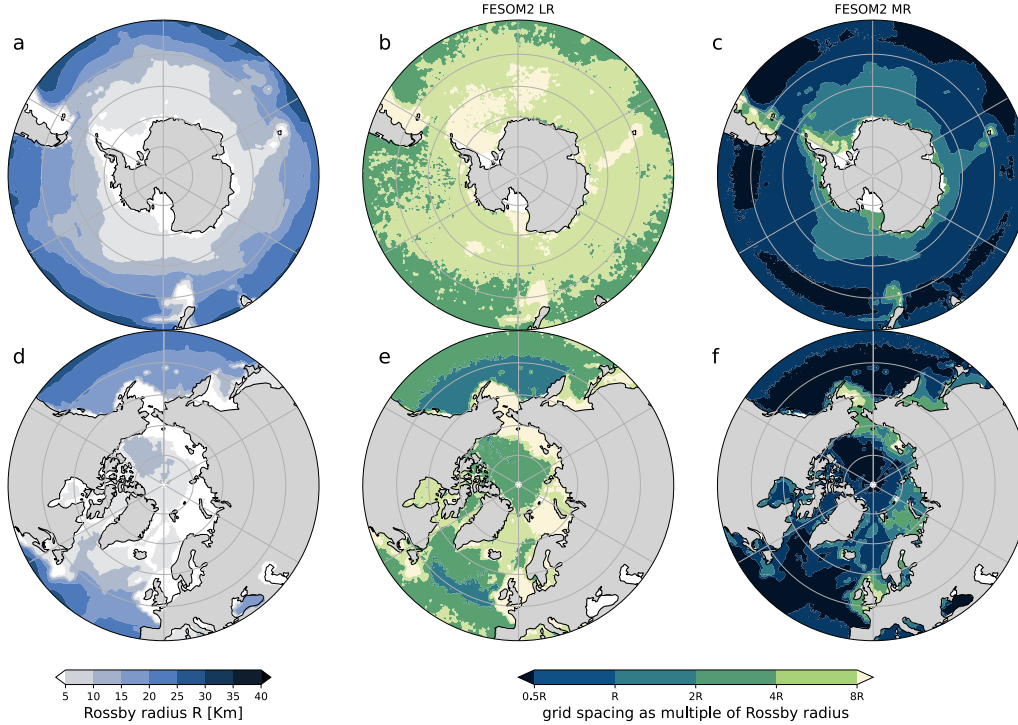 FESOM2 LR
FESOM2 MR
a
b
c
d
e
f
5 10 15 20 25 30 35 40
Rossby radius R [Km]
0.5R R 2R 4R 8R
grid spacing as multiple of Rossby radius